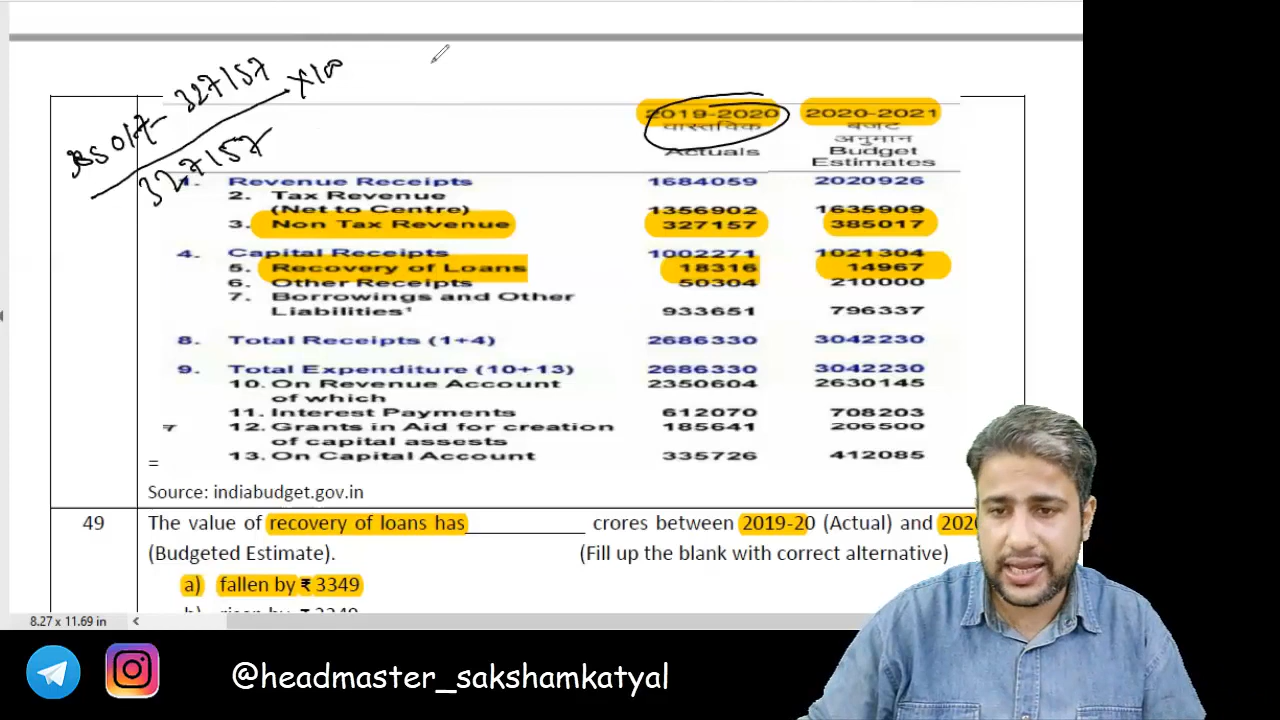 385017 - 327157 × 100
327157
2019-2020 2020-2021
वास्तविक बजट
अनुमान
Actuals Budget
Estimates
1. Revenue Receipts 1684059 2020926
2. Tax Revenue
(Net to Centre) 1356902 1635909
3. Non Tax Revenue 327157 385017
4. Capital Receipts 1002271 1021304
5. Recovery of Loans 18316 14967
6. Other Receipts 50304 210000
7. Borrowings and Other
Liabilities¹ 933651 796337
8. Total Receipts (1+4) 2686330 3042230
9. Total Expenditure (10+13) 2686330 3042230
10. On Revenue Account 2350604 2630145
of which
11. Interest Payments 612070 708203
12. Grants in Aid for creation 185641 206500
of capital assests
13. On Capital Account 335726 412085
=
Source: indiabudget.gov.in
49 The value of recovery of loans has____________ crores between 2019-20 (Actual) and
(Budgeted Estimate). (Fill up the blank with correct alternative)
a) fallen by ₹ 3349
8.27 x 11.69 in
@headmaster_sakshamkatyal